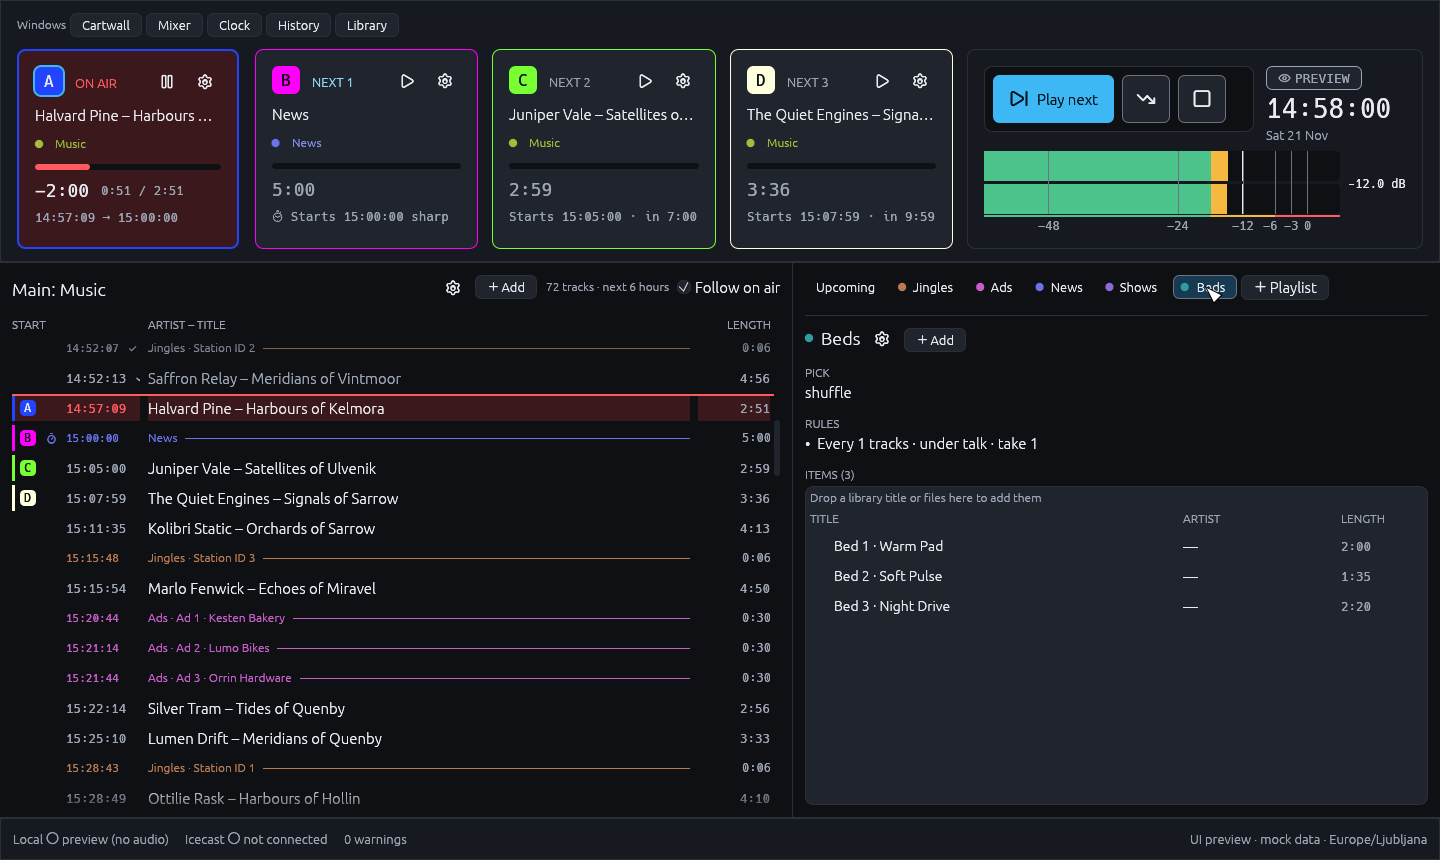 Windows Cartwall Mixer Clock History Library
A ON AIR
Halvard Pine – Harbours ...
Music
−2:00 0:51 / 2:51
14:57:09 → 15:00:00
B NEXT 1
News
News
5:00
Starts 15:00:00 sharp
C NEXT 2
Juniper Vale – Satellites o...
Music
2:59
Starts 15:05:00 · in 7:00
D NEXT 3
The Quiet Engines – Signa...
Music
3:36
Starts 15:07:59 · in 9:59
Play next
PREVIEW
14:58:00
Sat 21 Nov
-12.0 dB
−48 −24 −12 −6 −3 0
Main: Music
+ Add 72 tracks · next 6 hours Follow on air
START ARTIST – TITLE LENGTH
14:52:07 Jingles · Station ID 2 0:06
14:52:13 Saffron Relay – Meridians of Vintmoor 4:56
A 14:57:09 Halvard Pine – Harbours of Kelmora 2:51
B 15:00:00 News 5:00
C 15:05:00 Juniper Vale – Satellites of Ulvenik 2:59
D 15:07:59 The Quiet Engines – Signals of Sarrow 3:36
15:11:35 Kolibri Static – Orchards of Sarrow 4:13
15:15:48 Jingles · Station ID 3 0:06
15:15:54 Marlo Fenwick – Echoes of Miravel 4:50
15:20:44 Ads · Ad 1 · Kesten Bakery 0:30
15:21:14 Ads · Ad 2 · Lumo Bikes 0:30
15:21:44 Ads · Ad 3 · Orrin Hardware 0:30
15:22:14 Silver Tram – Tides of Quenby 2:56
15:25:10 Lumen Drift – Meridians of Quenby 3:33
15:28:43 Jingles · Station ID 1 0:06
15:28:49 Ottilie Rask – Harbours of Hollin 4:10
Upcoming Jingles Ads News Shows Beds + Playlist
Beds + Add
PICK
shuffle
RULES
• Every 1 tracks · under talk · take 1
ITEMS (3)
Drop a library title or files here to add them
TITLE ARTIST LENGTH
Bed 1 · Warm Pad — 2:00
Bed 2 · Soft Pulse — 1:35
Bed 3 · Night Drive — 2:20
Local preview (no audio) Icecast not connected 0 warnings
UI preview · mock data · Europe/Ljubljana